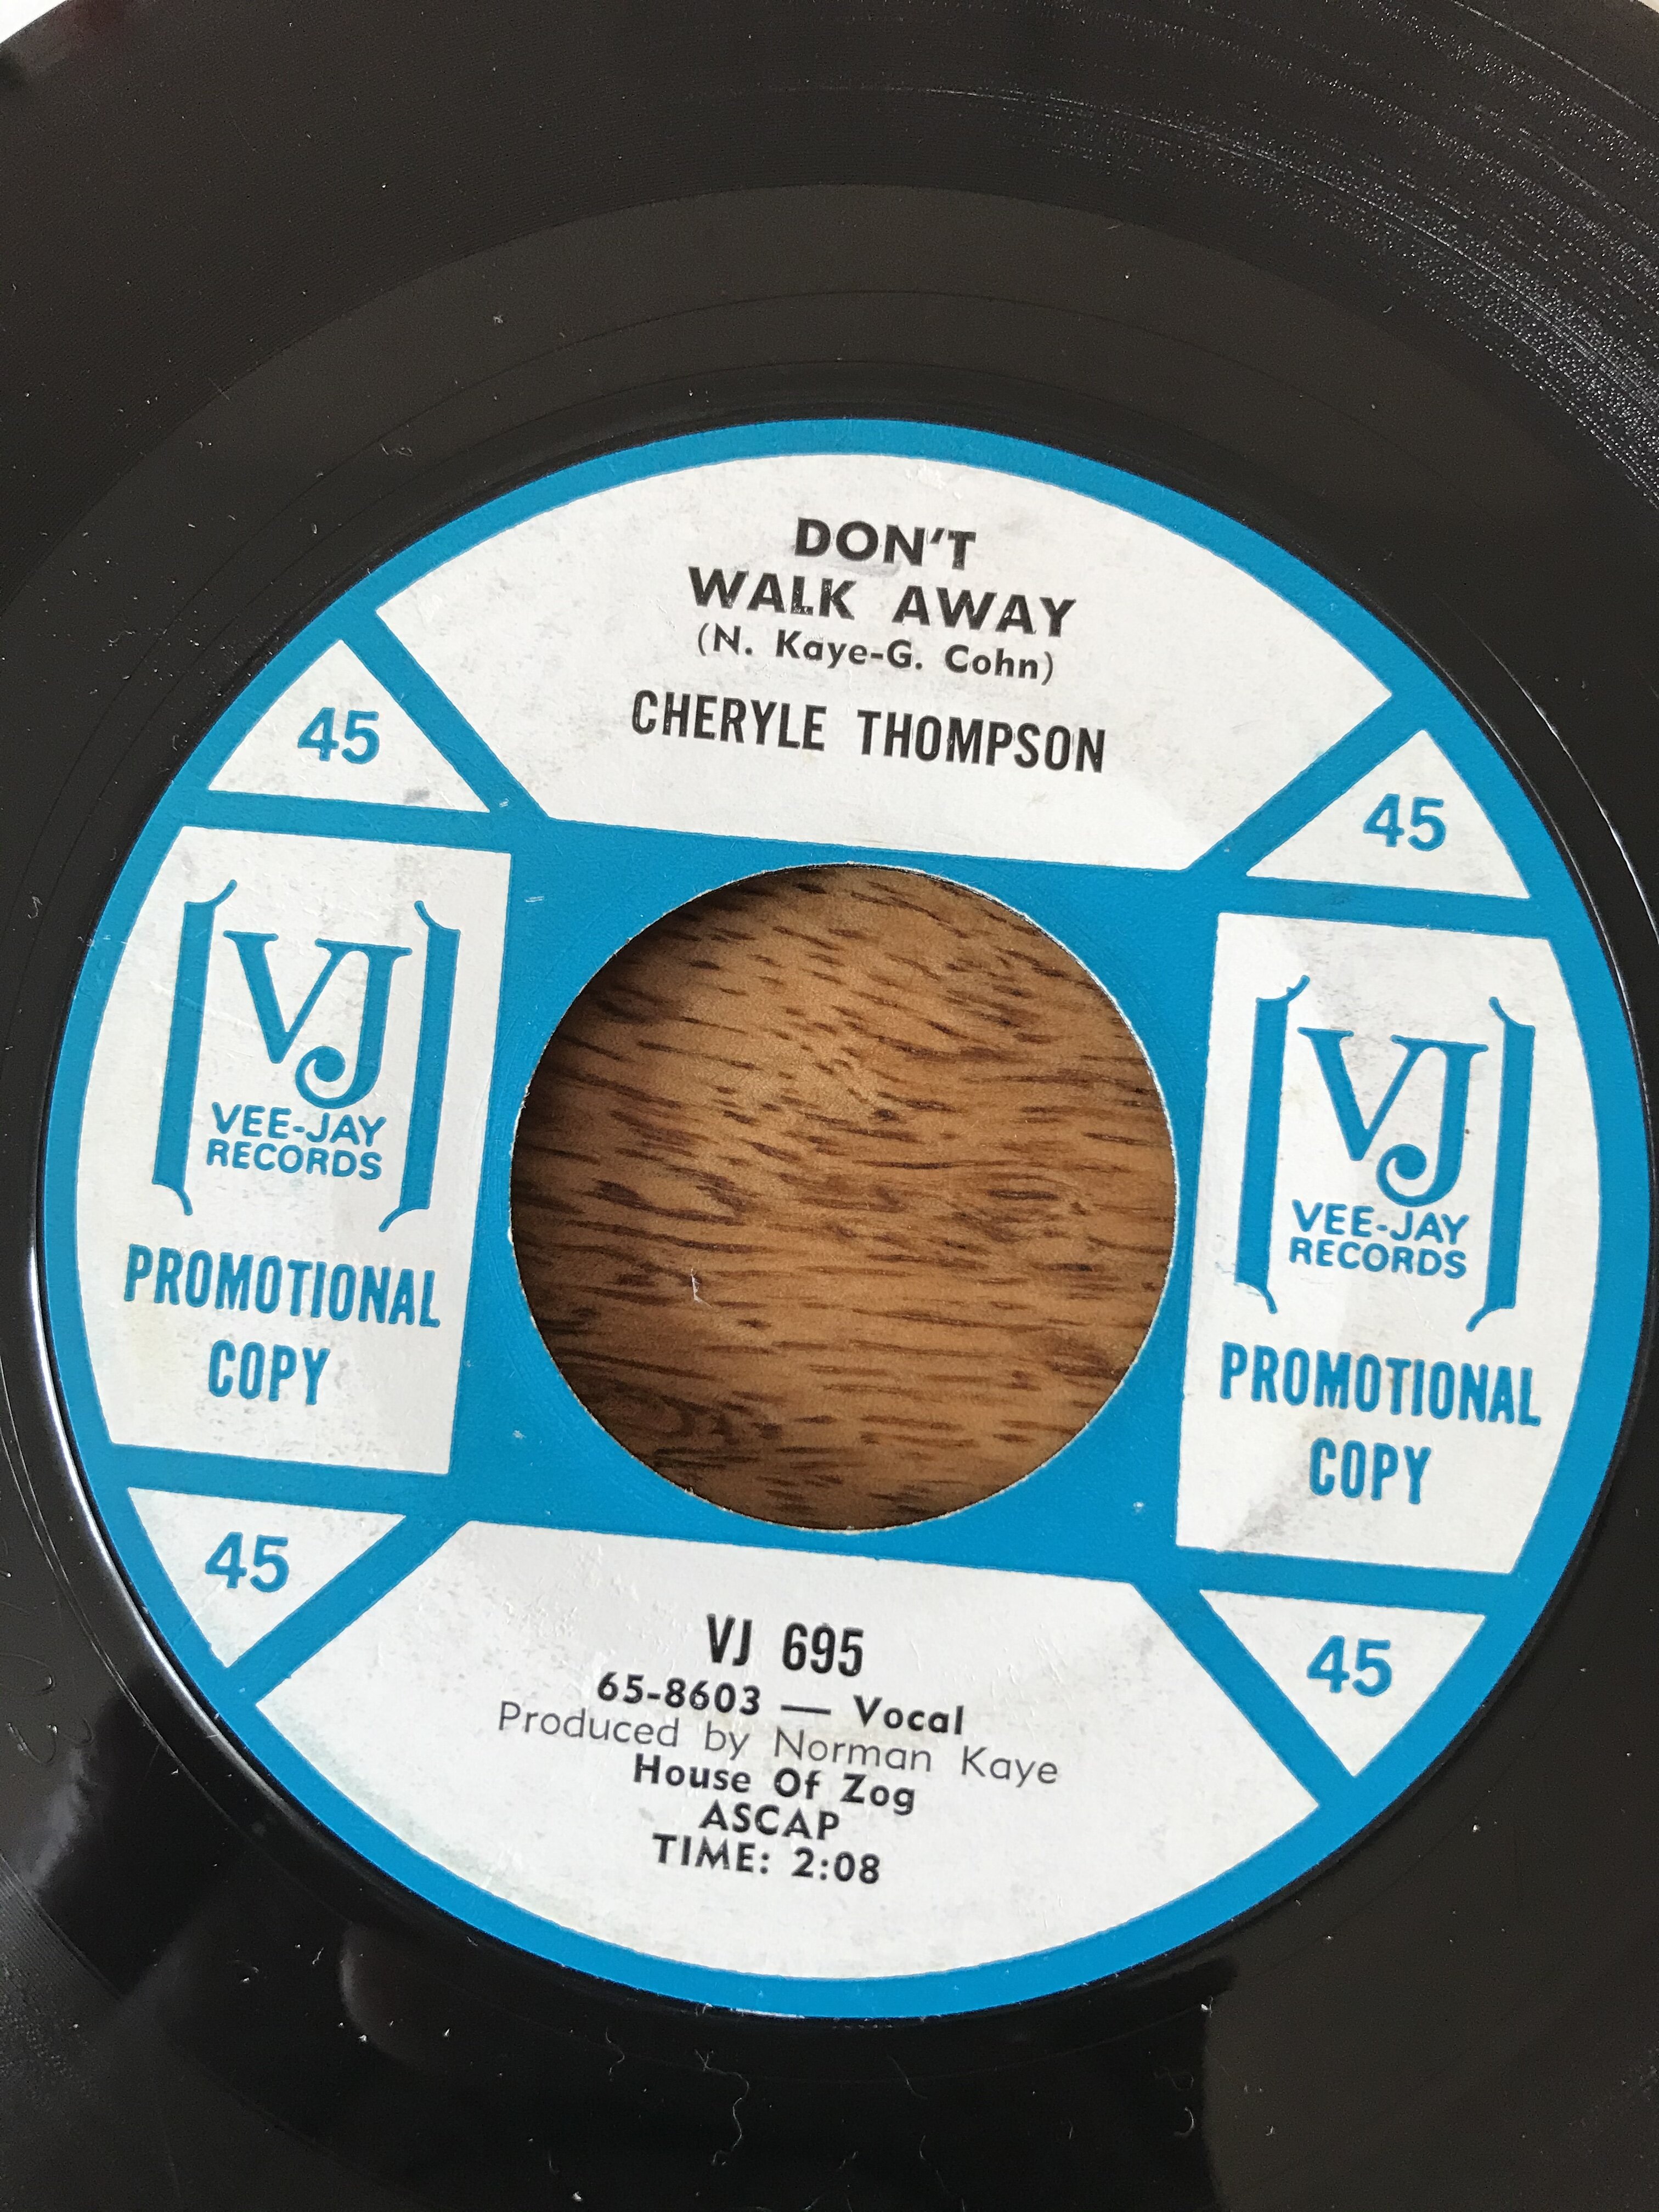 DON'T
WALK AWAY
(N. Kaye-G. Cohn)
CHERYLE THOMPSON
45
45
VJ
VEE-JAY
RECORDS
PROMOTIONAL
COPY
VJ
VEE-JAY
RECORDS
PROMOTIONAL
COPY
45
45
VJ 695
65-8603 — Vocal
Produced by Norman Kaye
House Of Zog
ASCAP
TIME: 2:08